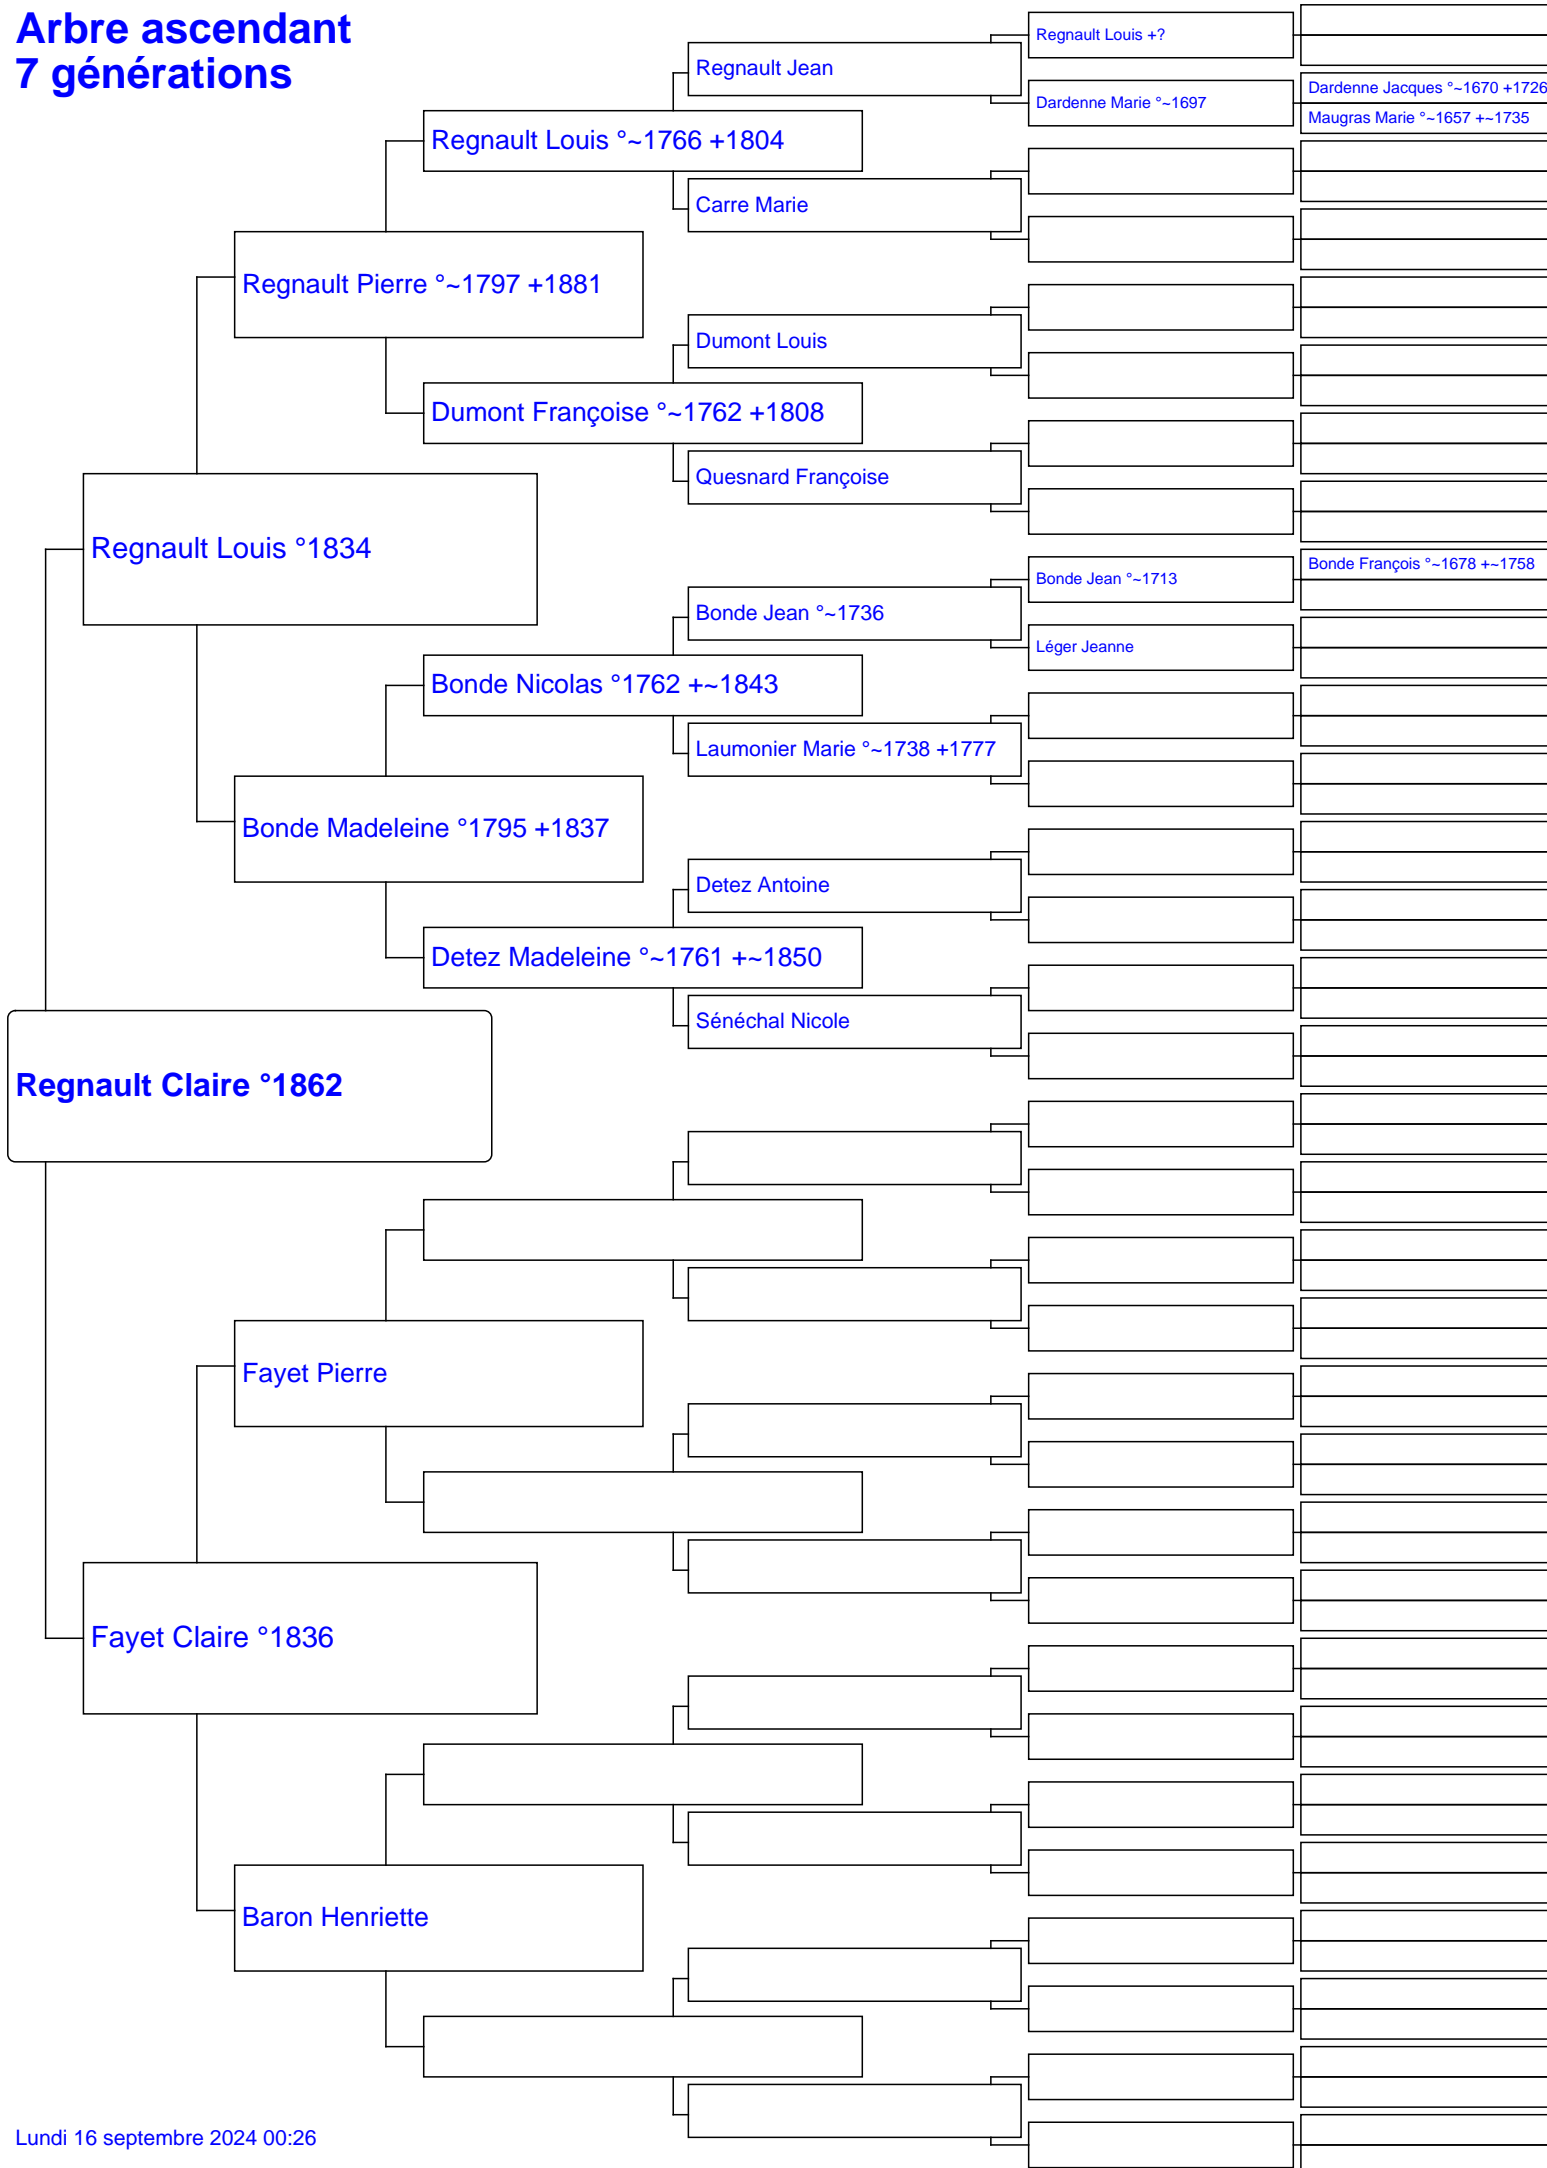 Arbre ascendant
7 générations
Regnault Louis +?
Regnault Jean
Dardenne Jacques °~1670 +1726
Dardenne Marie °~1697
Maugras Marie °~1657 +~1735
Regnault Louis °~1766 +1804
Carre Marie
Regnault Pierre °~1797 +1881
Dumont Louis
Dumont Françoise °~1762 +1808
Quesnard Françoise
Regnault Louis °1834
Bonde François °~1678 +~1758
Bonde Jean °~1713
Bonde Jean °~1736
Léger Jeanne
Bonde Nicolas °1762 +~1843
Laumonier Marie °~1738 +1777
Bonde Madeleine °1795 +1837
Detez Antoine
Detez Madeleine °~1761 +~1850
Sénéchal Nicole
Regnault Claire °1862
Fayet Pierre
Fayet Claire °1836
Baron Henriette
Lundi 16 septembre 2024 00:26